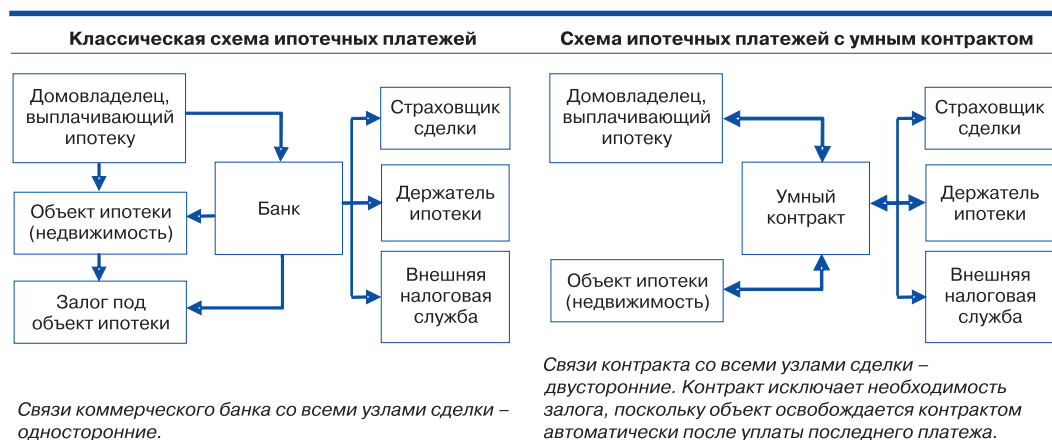 Классическая схема ипотечных платежей
Домовладелец,
выплачивающий
ипотеку
Объект ипотеки
(недвижимость)
Залог под
объект ипотеки
Банк
Страховщик
сделки
Держатель
ипотеки
Внешняя
налоговая
служба
Связи коммерческого банка со всеми узлами сделки –
односторонние.
Схема ипотечных платежей с умным контрактом
Домовладелец,
выплачивающий
ипотеку
Объект ипотеки
(недвижимость)
Умный
контракт
Страховщик
сделки
Держатель
ипотеки
Внешняя
налоговая
служба
Связи контракта со всеми узлами сделки –
двусторонние. Контракт исключает необходимость
залога, поскольку объект освобождается контрактом
автоматически после уплаты последнего платежа.